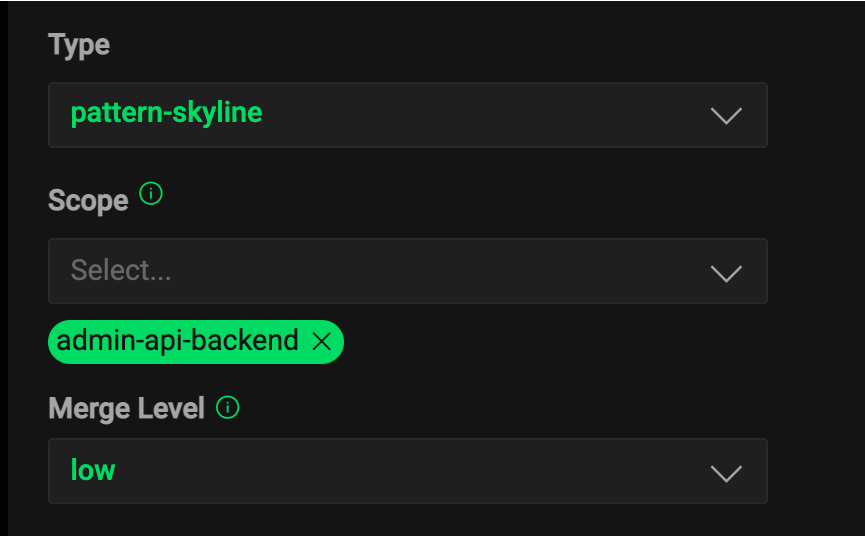 Type
pattern-skyline
Scope
Select...
admin-api-backend
Merge Level
low